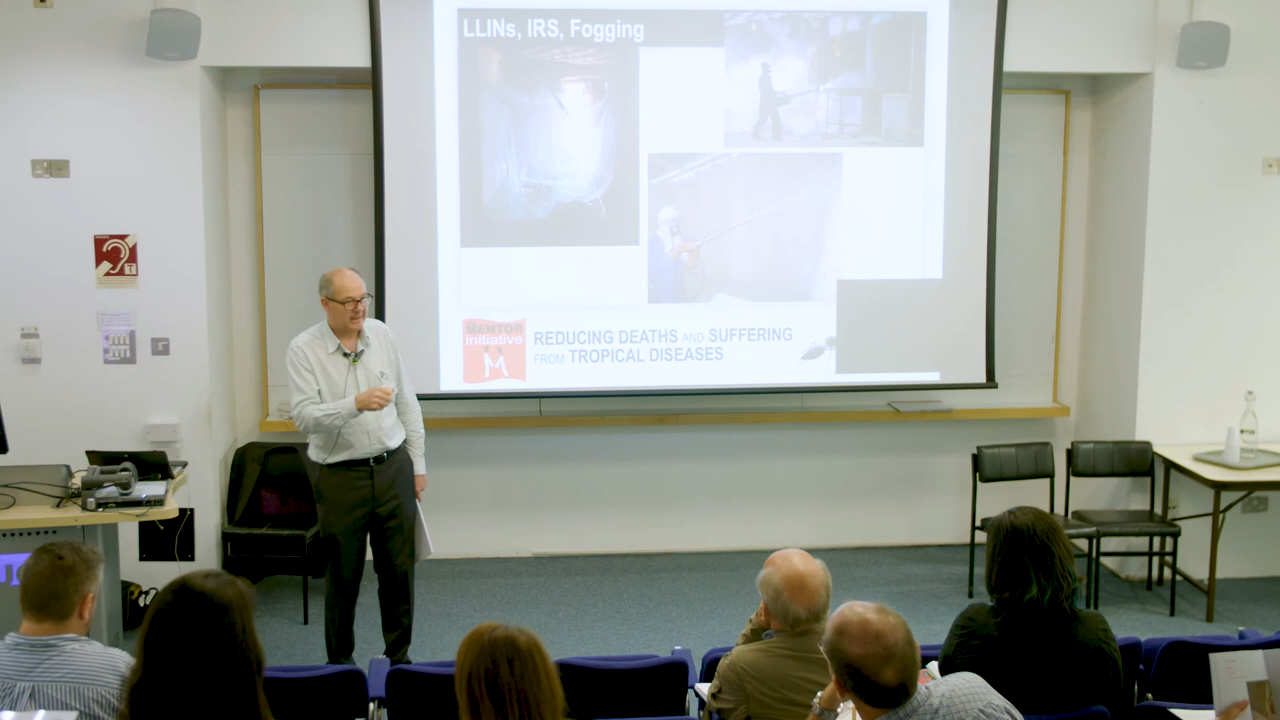 LLINs, IRS, Fogging
MENTOR
initiative
REDUCING DEATHS AND SUFFERING
FROM TROPICAL DISEASES
T